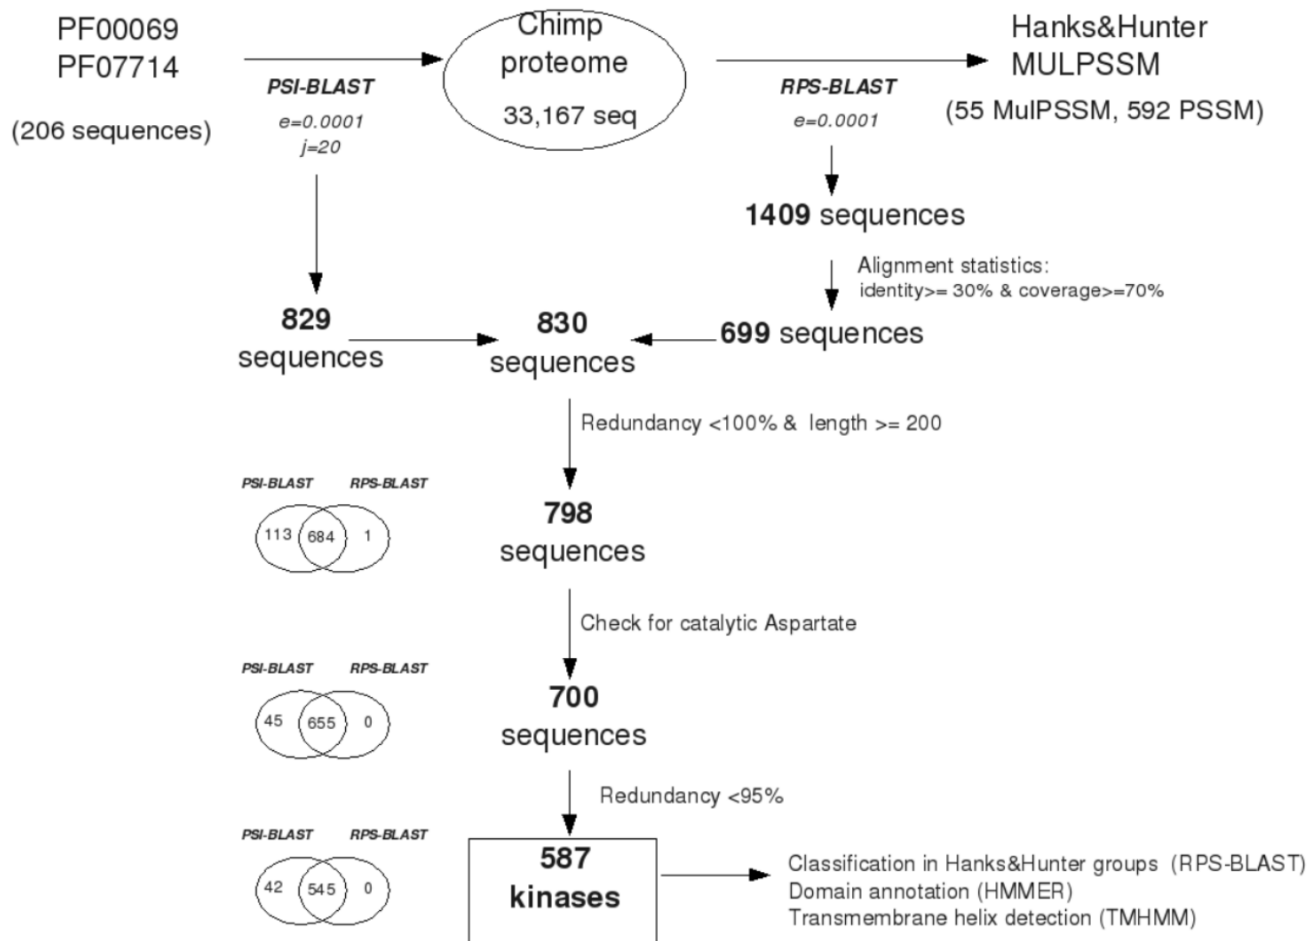 PF00069
PF07714
(206 sequences)
PSI-BLAST
e=0.0001
j=20
Chimp
proteome
33,167 seq
RPS-BLAST
e=0.0001
Hanks&Hunter
MULPSSM
(55 MulPSSM, 592 PSSM)
1409 sequences
Alignment statistics:
identity>= 30% & coverage>=70%
829
sequences
830
sequences
699 sequences
Redundancy <100% & length >= 200
PSI-BLAST RPS-BLAST
113 684 1
798
sequences
Check for catalytic Aspartate
PSI-BLAST RPS-BLAST
45 655 0
700
sequences
Redundancy <95%
PSI-BLAST RPS-BLAST
42 545 0
587
kinases
Classification in Hanks&Hunter groups (RPS-BLAST)
Domain annotation (HMMER)
Transmembrane helix detection (TMHMM)